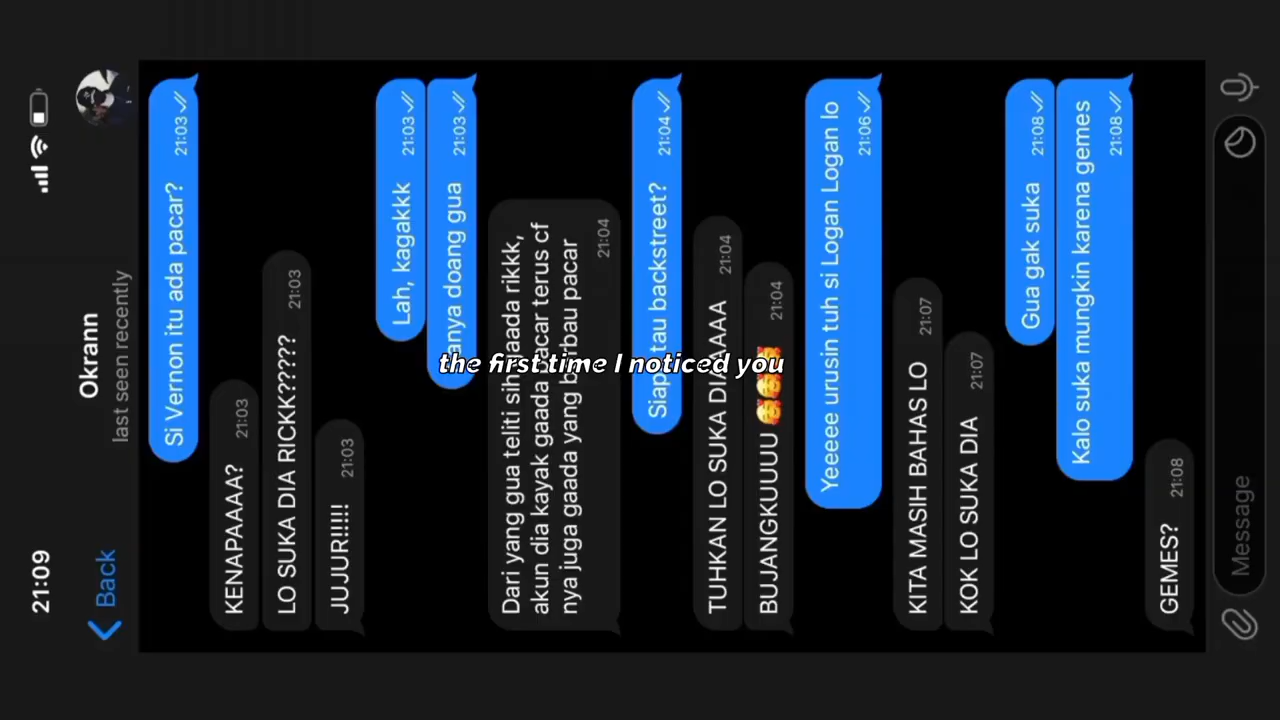 21:09
Back
Okrann
last seen recently
Si Vernon itu ada pacar? 21:03
KENAPAAAA? 21:03
LO SUKA DIA RICKK????? 21:03
JUJUR!!!!! 21:03
Lah, kagakkk 21:03
anya doang gua 21:03
Dari yang gua teliti sih gaada rikkk,
akun dia kayak gaada pacar terus cf
nya juga gaada yang berbau pacar
21:04
Siapa tau backstreet? 21:04
TUHKAN LO SUKA DIAAAAA 21:04
BUJANGKUUUU 🥰🥰🥰 21:04
Yeeeee urusin tuh si Logan Logan lo
21:06
KITA MASIH BAHAS LO 21:07
KOK LO SUKA DIA 21:07
Gua gak suka 21:08
Kalo suka mungkin karena gemes
21:08
GEMES? 21:08
Message
the first time I noticed you